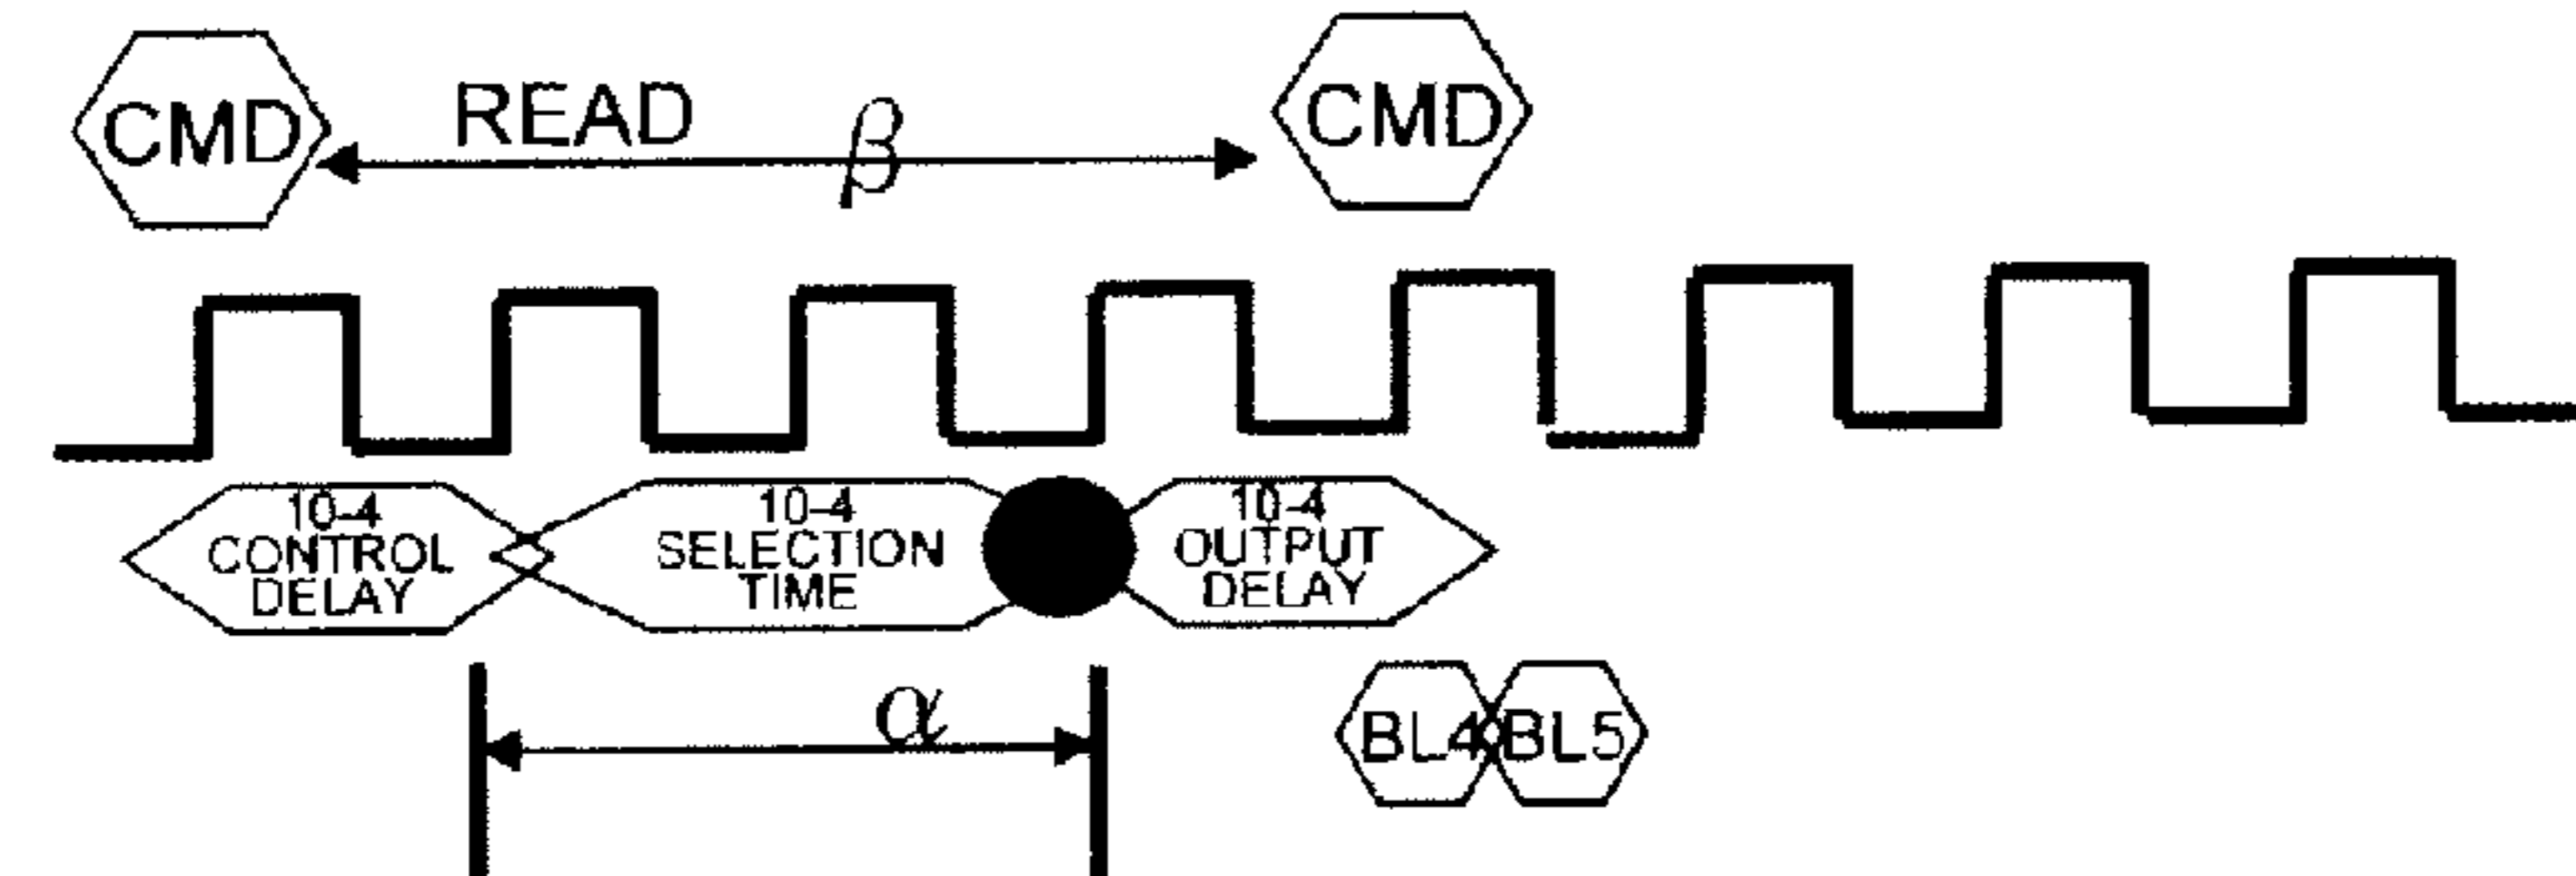 CMD READ β CMD
10-4 CONTROL DELAY
10-4 SELECTION TIME
10-4 OUTPUT DELAY
α
BL4 BL5